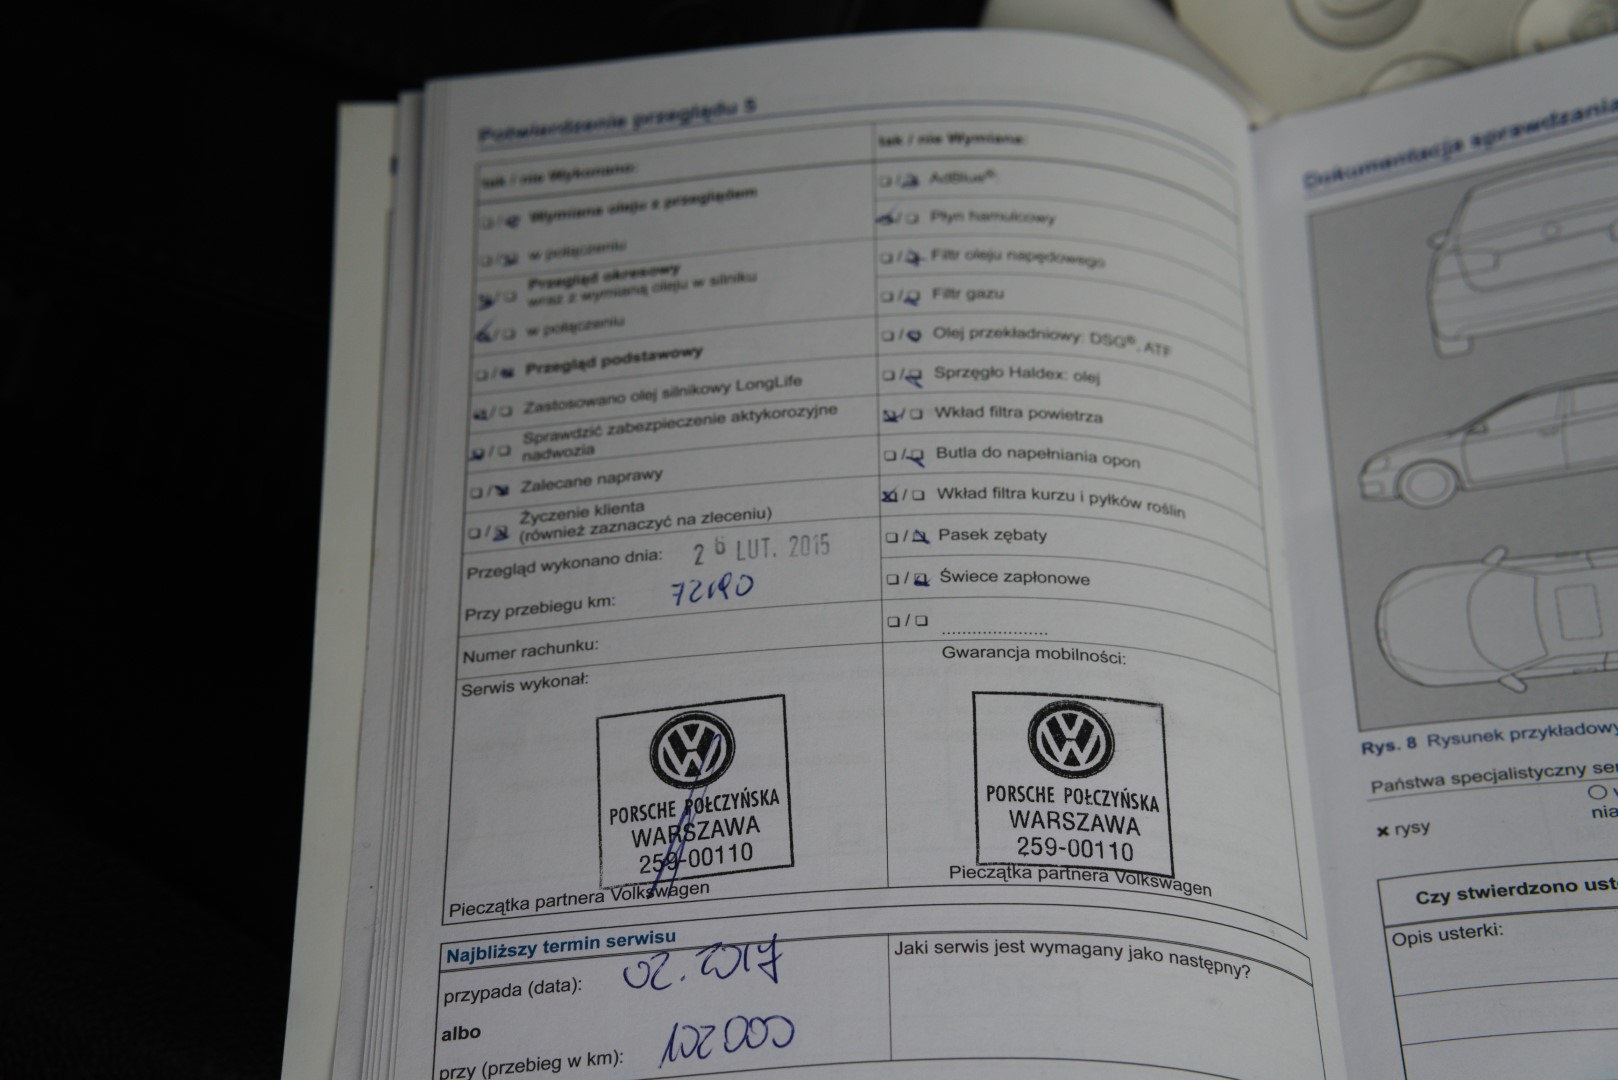 Potwierdzenie przeglądu 5
tak / nie Wykonano:
Wymiana oleju z przeglądem
w połączeniu
Przegląd okresowy
wraz z wymianą oleju w silniku
w połączeniu
Przegląd podstawowy
Zastosowano olej silnikowy LongLife
Sprawdzić zabezpieczenie aktykorozyjne
nadwozia
Zalecane naprawy
Życzenie klienta
(również zaznaczyć na zleceniu)
Przegląd wykonano dnia: 26 LUT. 2015
Przy przebiegu km: 72190
Numer rachunku:
Serwis wykonał:
PORSCHE POŁCZYŃSKA
WARSZAWA
259-00110
Pieczątka partnera Volkswagen
tak / nie Wymiana:
AdBlue®:
Płyn hamulcowy
Filtr oleju napędowego
Filtr gazu
Olej przekładniowy: DSG®, ATF
Sprzęgło Haldex: olej
Wkład filtra powietrza
Butla do napełniania opon
Wkład filtra kurzu i pyłków roślin
Pasek zębaty
Świece zapłonowe
Gwarancja mobilności:
PORSCHE POŁCZYŃSKA
WARSZAWA
259-00110
Pieczątka partnera Volkswagen
Najbliższy termin serwisu
przypada (data): 02.2017
albo
przy (przebieg w km): 102000
Jaki serwis jest wymagany jako następny?
Dokumentacja sprawdzania
Rys. 8 Rysunek przykładowy
Państwa specjalistyczny
rysy
Czy stwierdzono
Opis usterki: